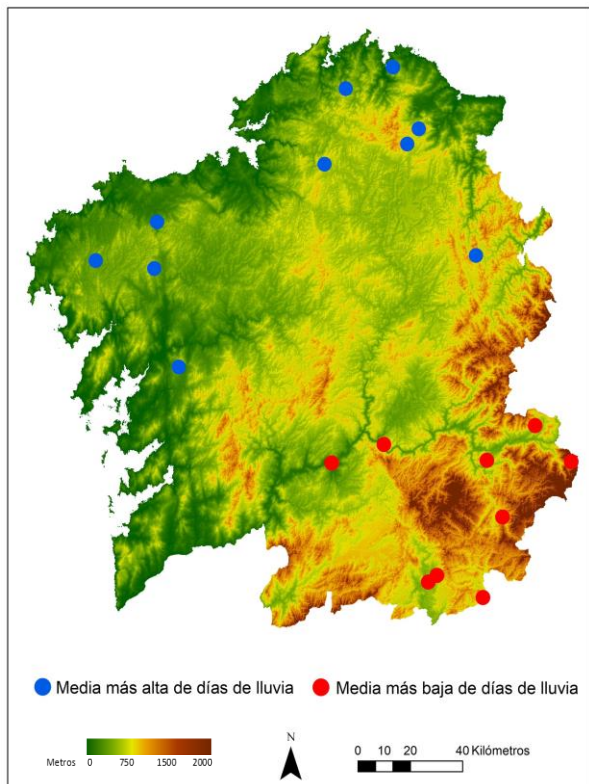 Media más alta de días de lluvia
Media más baja de días de lluvia
Metros
0 750 1500 2000
N
0 10 20 40 Kilómetros